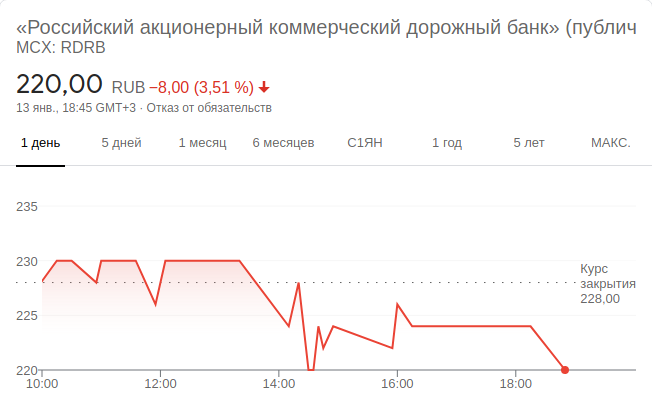 «Российский акционерный коммерческий дорожный банк» (публич
MCX: RDRB
220,00 RUB −8,00 (3,51 %)
13 янв., 18:45 GMT+3 · Отказ от обязательств
1 день 5 дней 1 месяц 6 месяцев С1ЯН 1 год 5 лет МАКС.
235
230
Курс
закрытия
228,00
225
220
10:00 12:00 14:00 16:00 18:00